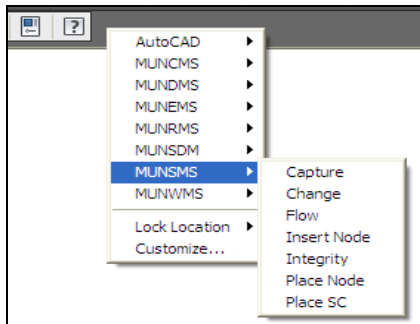 AutoCAD
MUNCMS
MUNDMS
MUNEMS
MUNRMS
MUNSDM
MUNSMS
MUNWMS
Lock Location
Customize...
Capture
Change
Flow
Insert Node
Integrity
Place Node
Place SC